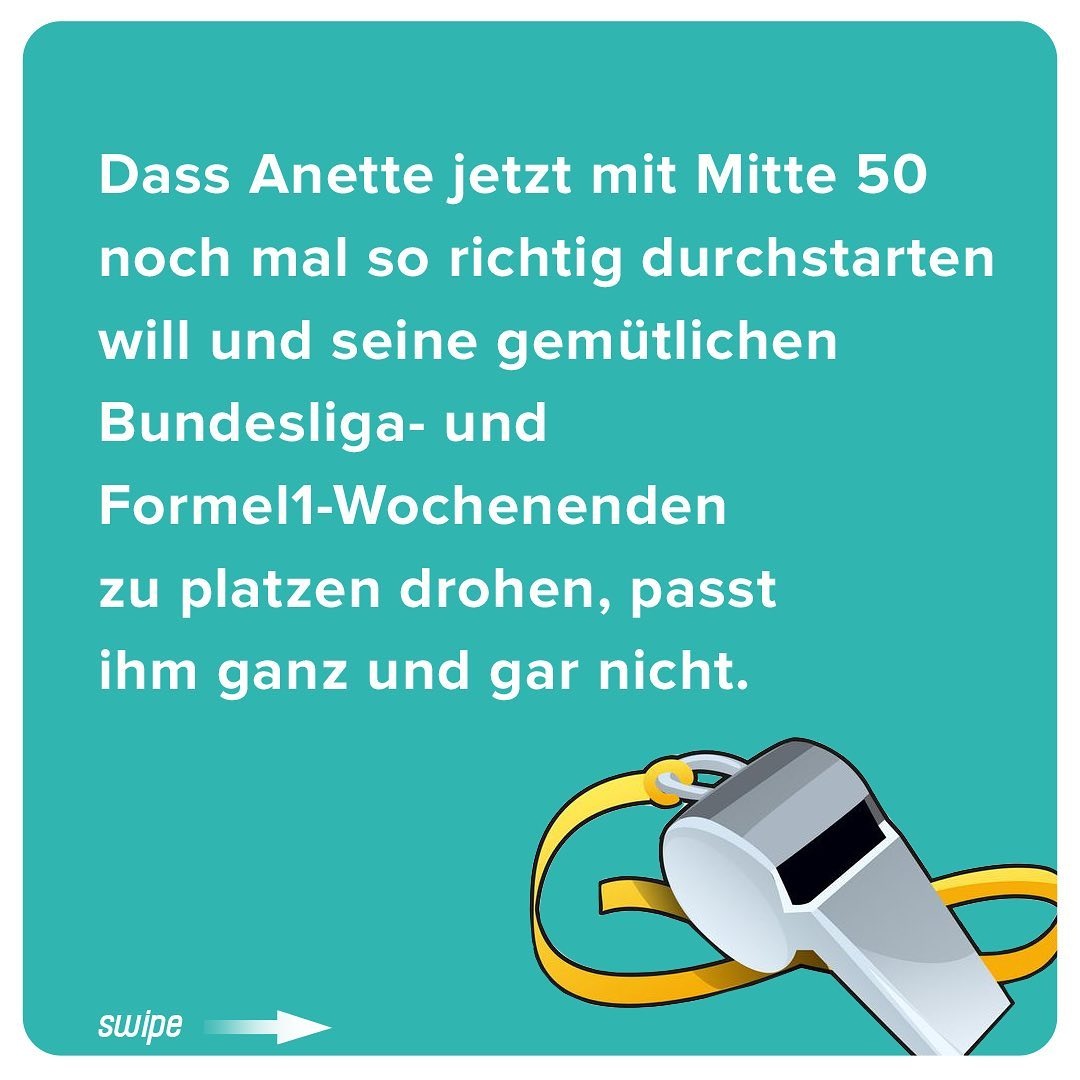 Dass Anette jetzt mit Mitte 50
noch mal so richtig durchstarten
will und seine gemütlichen
Bundesliga- und
Formel1-Wochenenden
zu platzen drohen, passt
ihm ganz und gar nicht.
swipe